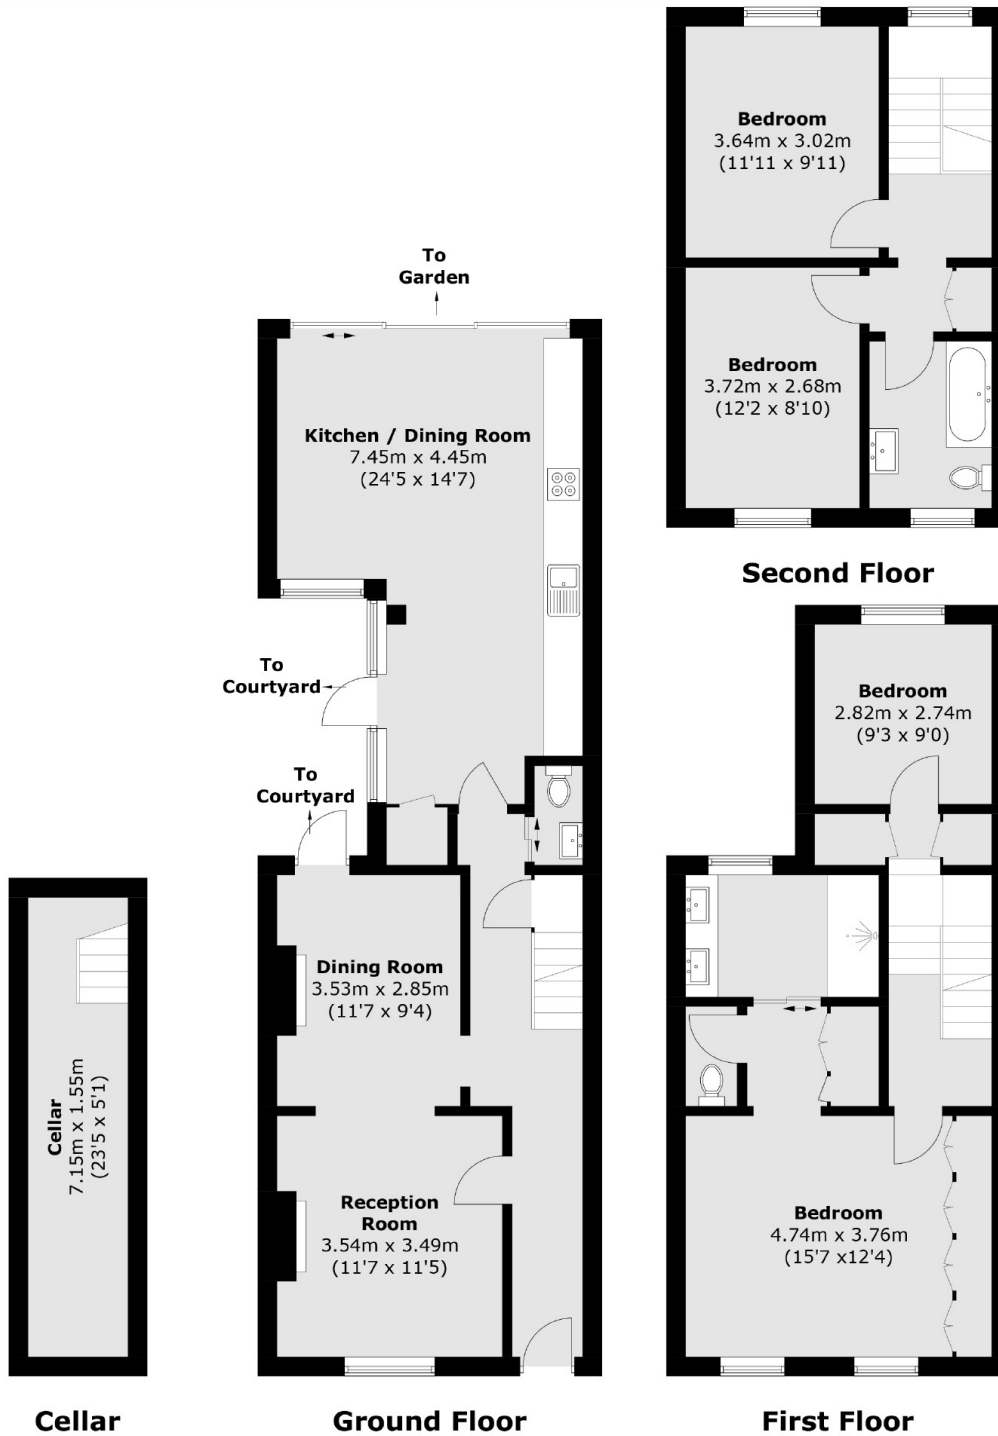 Bedroom
3.64m x 3.02m
(11'11 x 9'11)
Bedroom
3.72m x 2.68m
(12'2 x 8'10)
Second Floor
To
Garden
Kitchen / Dining Room
7.45m x 4.45m
(24'5 x 14'7)
To
Courtyard
To
Courtyard
Dining Room
3.53m x 2.85m
(11'7 x 9'4)
Reception
Room
3.54m x 3.49m
(11'7 x 11'5)
Bedroom
2.82m x 2.74m
(9'3 x 9'0)
Bedroom
4.74m x 3.76m
(15'7 x12'4)
Cellar
7.15m x 1.55m
(23'5 x 5'1)
Cellar
Ground Floor
First Floor